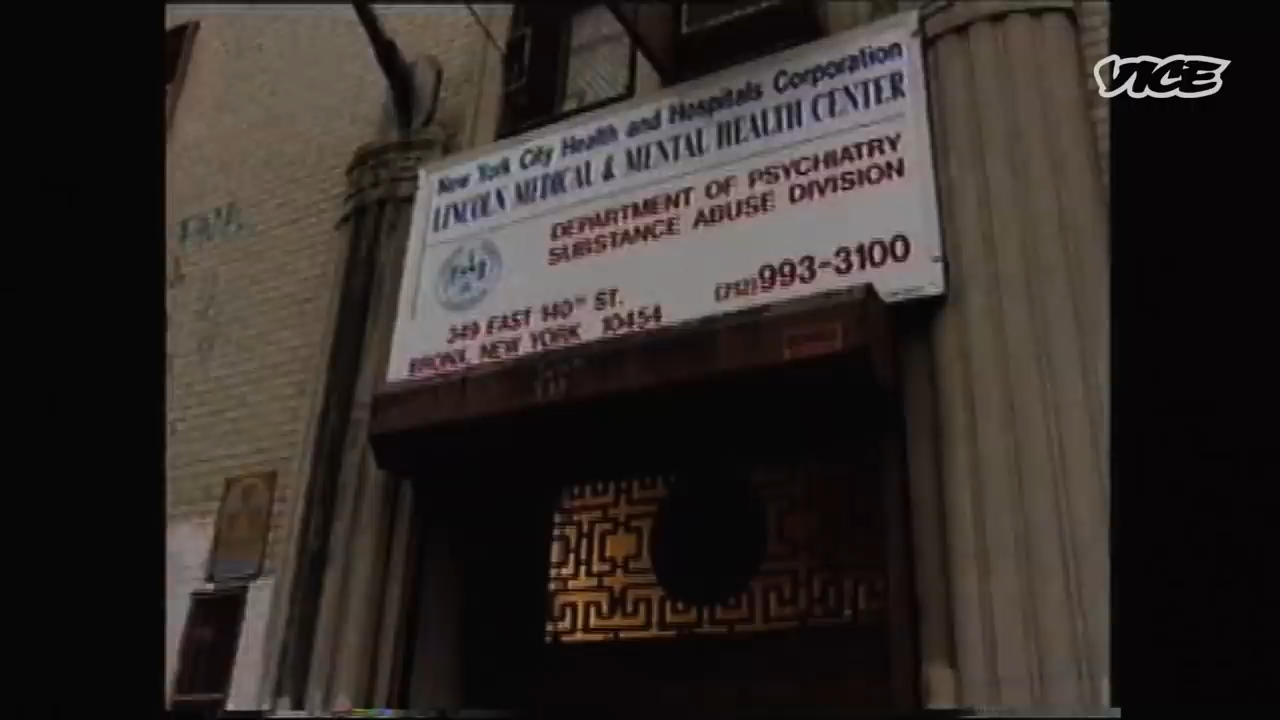 VICE
New York City Health and Hospitals Corporation
LINCOLN MEDICAL & MENTAL HEALTH CENTER
DEPARTMENT OF PSYCHIATRY
SUBSTANCE ABUSE DIVISION
(212) 993-3100
349 EAST 140TH ST.
BRONX, NEW YORK 10454